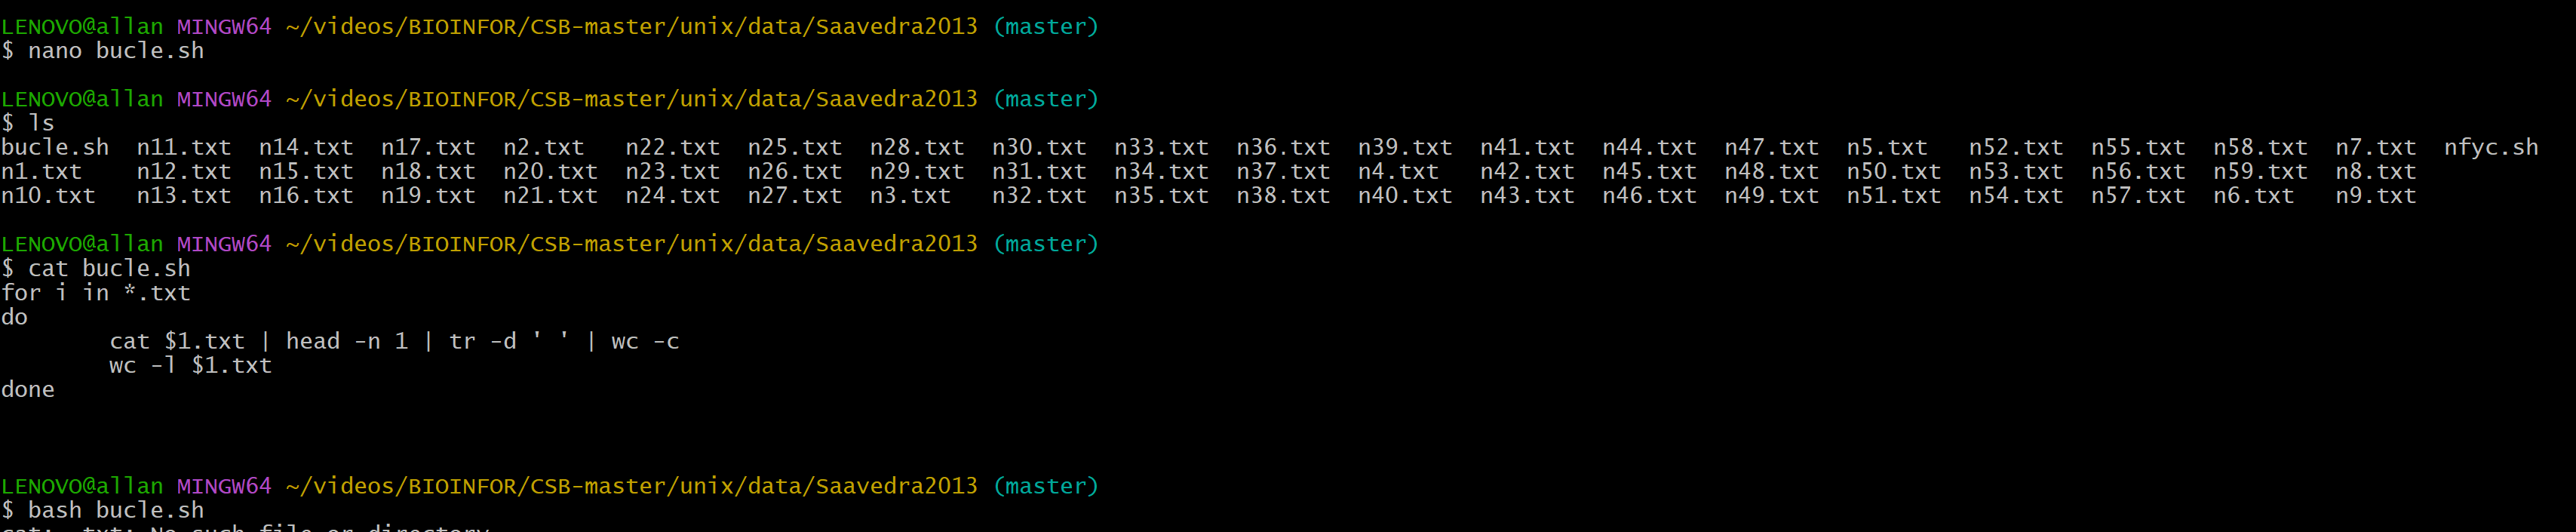 LENOVO@allan MINGW64 ~/videos/BIOINFOR/CSB-master/unix/data/Saavedra2013 (master)
$ nano bucle.sh
LENOVO@allan MINGW64 ~/videos/BIOINFOR/CSB-master/unix/data/Saavedra2013 (master)
$ ls
bucle.sh n11.txt n14.txt n17.txt n2.txt n22.txt n25.txt n28.txt n30.txt n33.txt n36.txt n39.txt n41.txt n44.txt n47.txt n5.txt n52.txt n55.txt n58.txt n7.txt nfyc.sh
n1.txt n12.txt n15.txt n18.txt n20.txt n23.txt n26.txt n29.txt n31.txt n34.txt n37.txt n4.txt n42.txt n45.txt n48.txt n50.txt n53.txt n56.txt n59.txt n8.txt
n10.txt n13.txt n16.txt n19.txt n21.txt n24.txt n27.txt n3.txt n32.txt n35.txt n38.txt n40.txt n43.txt n46.txt n49.txt n51.txt n54.txt n57.txt n6.txt n9.txt
LENOVO@allan MINGW64 ~/videos/BIOINFOR/CSB-master/unix/data/Saavedra2013 (master)
$ cat bucle.sh
for i in *.txt
do
cat $1.txt | head -n 1 | tr -d ' ' | wc -c
wc -l $1.txt
done
LENOVO@allan MINGW64 ~/videos/BIOINFOR/CSB-master/unix/data/Saavedra2013 (master)
$ bash bucle.sh
cat: .txt: No such file or directory